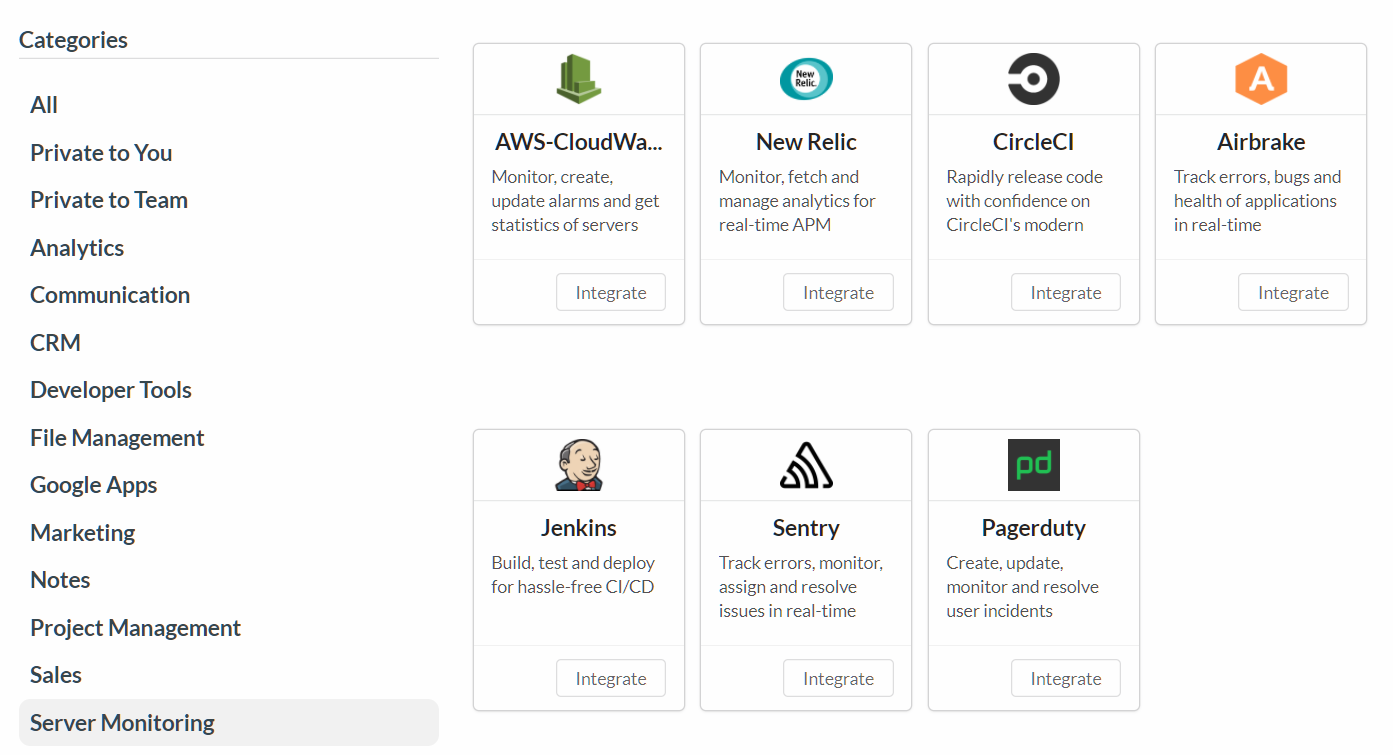 Categories
All
Private to You
Private to Team
Analytics
Communication
CRM
Developer Tools
File Management
Google Apps
Marketing
Notes
Project Management
Sales
Server Monitoring
AWS-CloudWa...
Monitor, create,
update alarms and get
statistics of servers
Integrate
New
Relic.
New Relic
Monitor, fetch and
manage analytics for
real-time APM
Integrate
CircleCI
Rapidly release code
with confidence on
CircleCI's modern
Integrate
A
Airbrake
Track errors, bugs and
health of applications
in real-time
Integrate
Jenkins
Build, test and deploy
for hassle-free CI/CD
Integrate
Sentry
Track errors, monitor,
assign and resolve
issues in real-time
Integrate
pd
Pagerduty
Create, update,
monitor and resolve
user incidents
Integrate